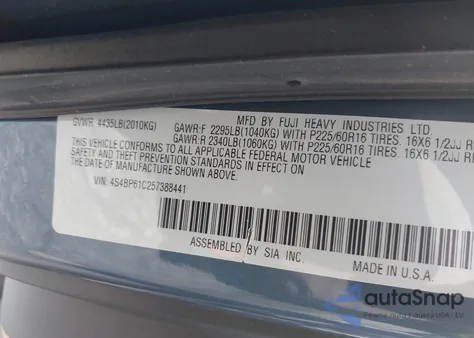 MFD BY FUJI HEAVY INDUSTRIES LTD.
GVWR: 4435LB(2010KG)
GAWR:F 2295LB(1040KG) WITH P225/60R16 TIRES. 16X6 1/2JJ
GAWR:R 2340LB(1060KG) WITH P225/60R16 TIRES. 16X6 1/2JJ
THIS VEHICLE CONFORMS TO ALL APPLICABLE FEDERAL MOTOR VEHICLE
SAFETY AND THEFT PREVENTION STANDARDS IN EFFECT ON
THE DATE OF MANUFACTURE SHOWN ABOVE
VIN: 4S4BP61C257388441
ASSEMBLED BY SIA INC.
MADE IN U.S.A.
autoSnap